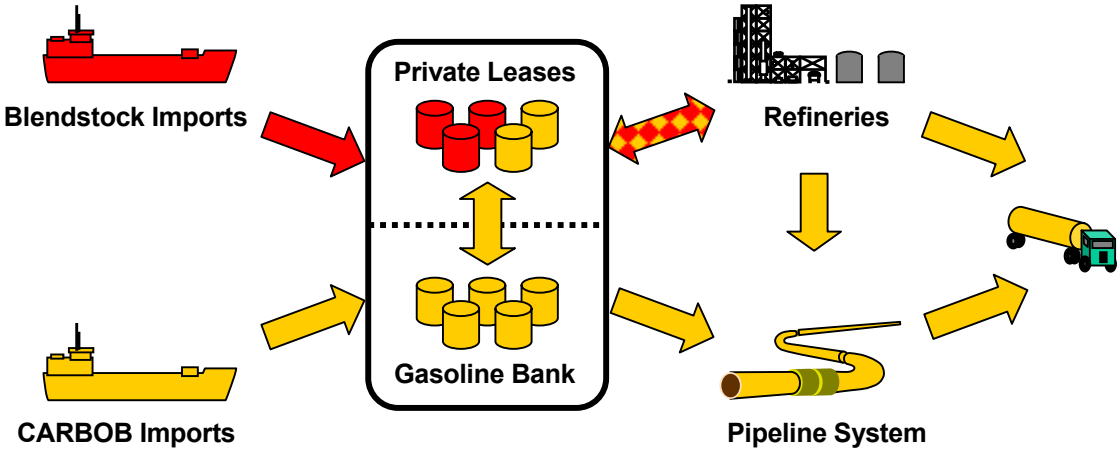 Private Leases
Blendstock Imports
Refineries
Gasoline Bank
CARBOB Imports
Pipeline System